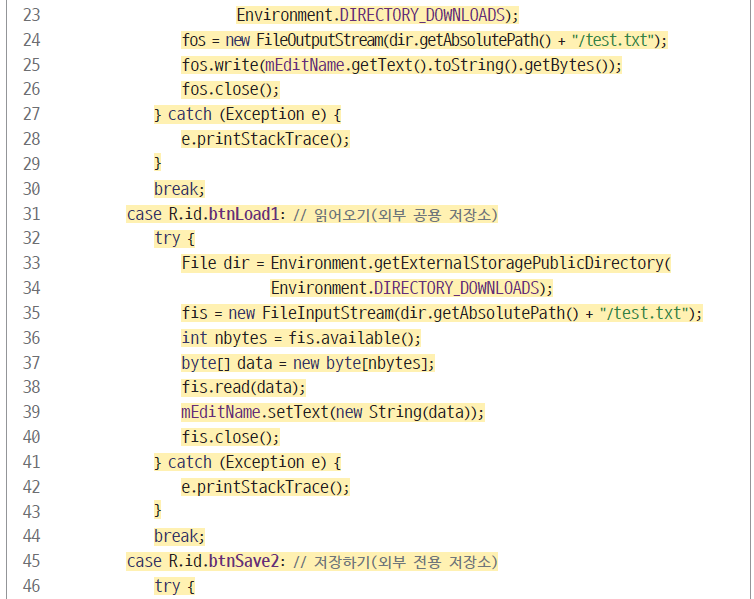 23 Environment.DIRECTORY_DOWNLOADS);
24 fos = new FileOutputStream(dir.getAbsolutePath() + "/test.txt");
25 fos.write(mEditName.getText().toString().getBytes());
26 fos.close();
27 } catch (Exception e) {
28 e.printStackTrace();
29 }
30 break;
31 case R.id.btnLoad1: // 읽어오기(외부 공용 저장소)
32 try {
33 File dir = Environment.getExternalStoragePublicDirectory(
34 Environment.DIRECTORY_DOWNLOADS);
35 fis = new FileInputStream(dir.getAbsolutePath() + "/test.txt");
36 int nbytes = fis.available();
37 byte[] data = new byte[nbytes];
38 fis.read(data);
39 mEditName.setText(new String(data));
40 fis.close();
41 } catch (Exception e) {
42 e.printStackTrace();
43 }
44 break;
45 case R.id.btnSave2: // 저장하기(외부 전용 저장소)
46 try {